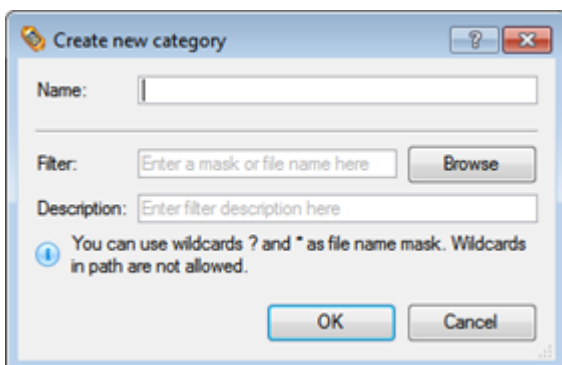 Create new category
Name:
Filter: Enter a mask or file name here Browse
Description: Enter filter description here
You can use wildcards ? and * as file name mask. Wildcards
in path are not allowed.
OK Cancel